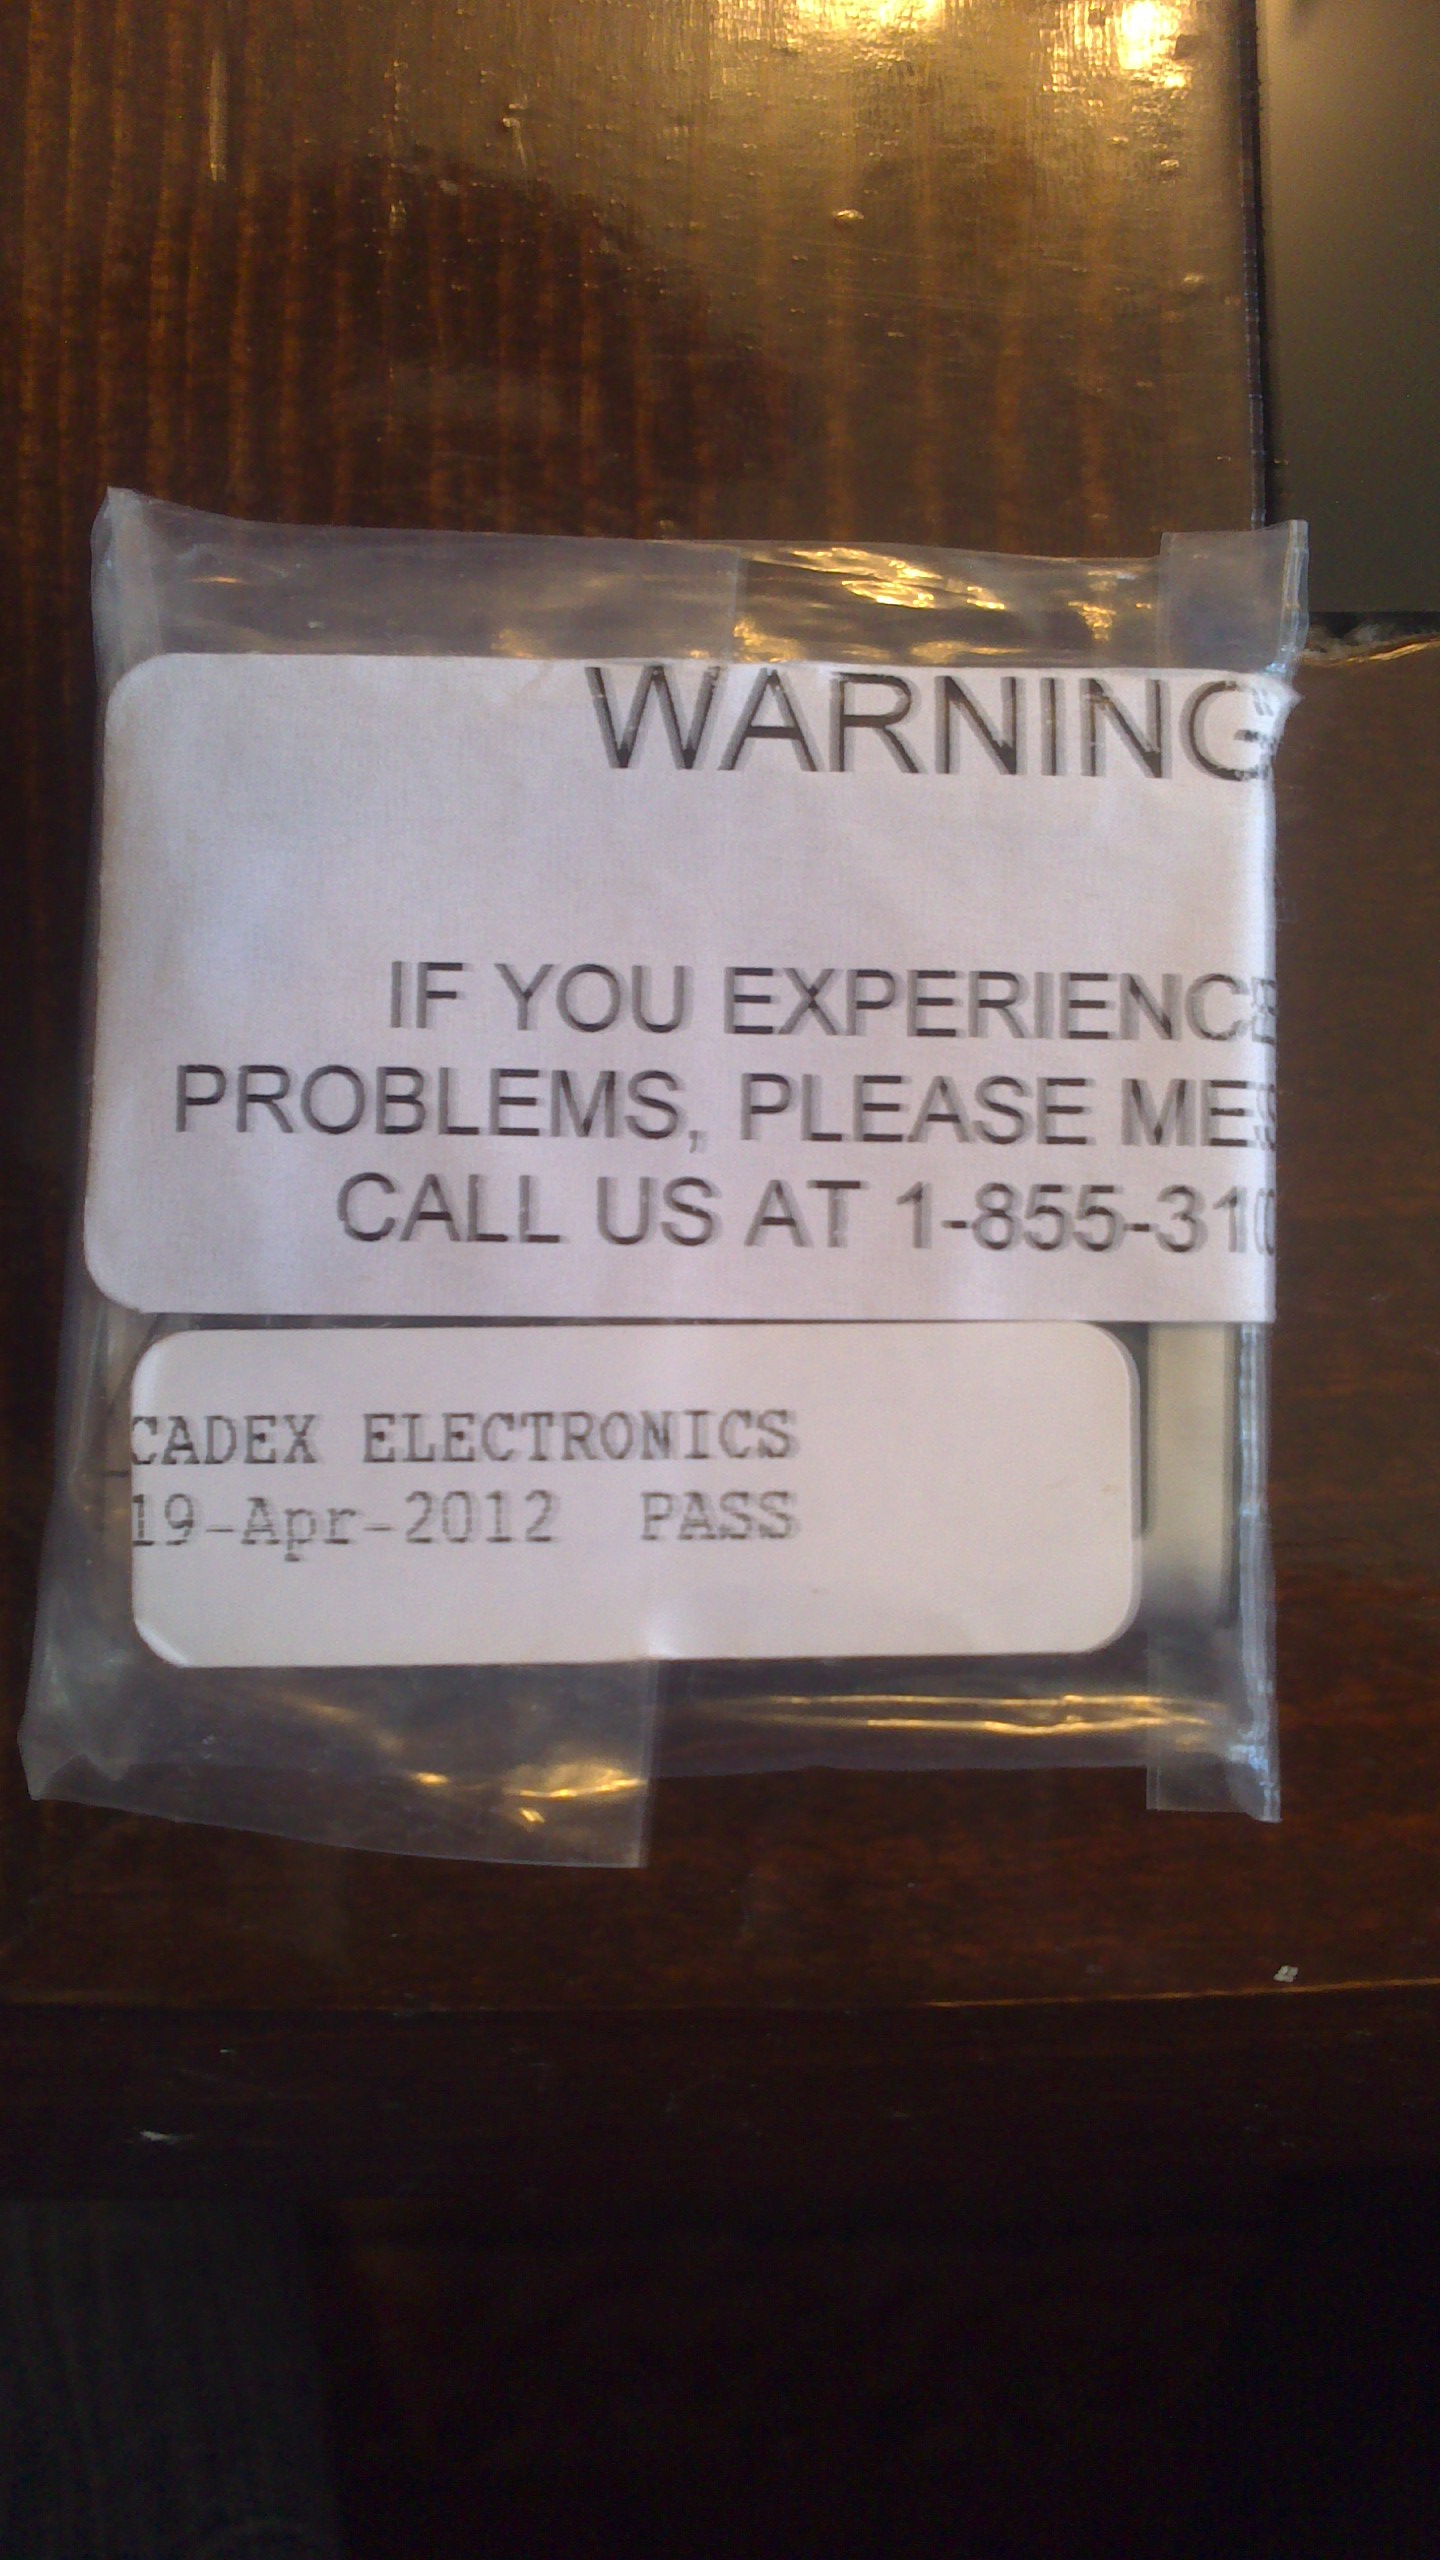 WARNING
IF YOU EXPERIENCE
PROBLEMS, PLEASE MES
CALL US AT 1-855-310
CADEX ELECTRONICS
19-Apr-2012 PASS